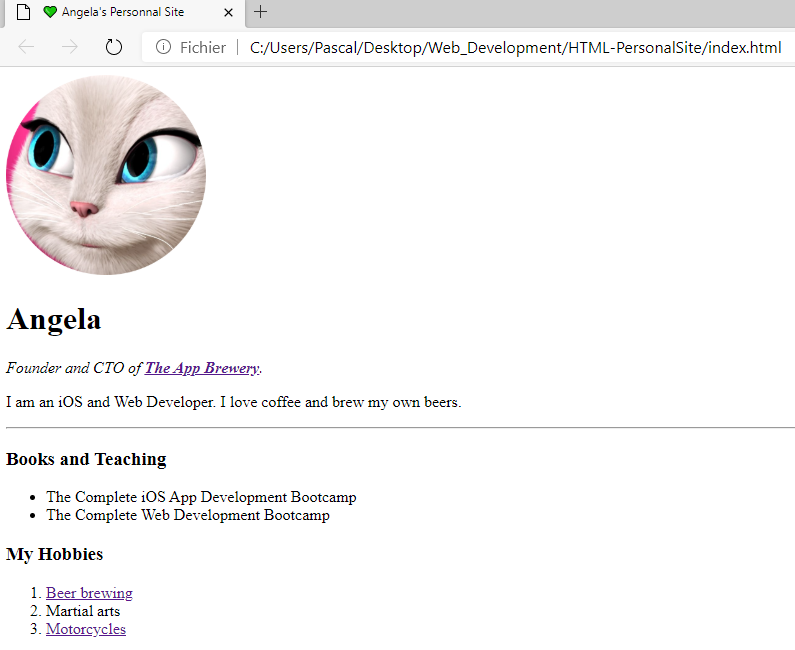 💚 Angela's Personnal Site
Fichier | C:/Users/Pascal/Desktop/Web_Development/HTML-PersonalSite/index.html
Angela
Founder and CTO of The App Brewery.
I am an iOS and Web Developer. I love coffee and brew my own beers.
Books and Teaching
• The Complete iOS App Development Bootcamp
• The Complete Web Development Bootcamp
My Hobbies
1. Beer brewing
2. Martial arts
3. Motorcycles